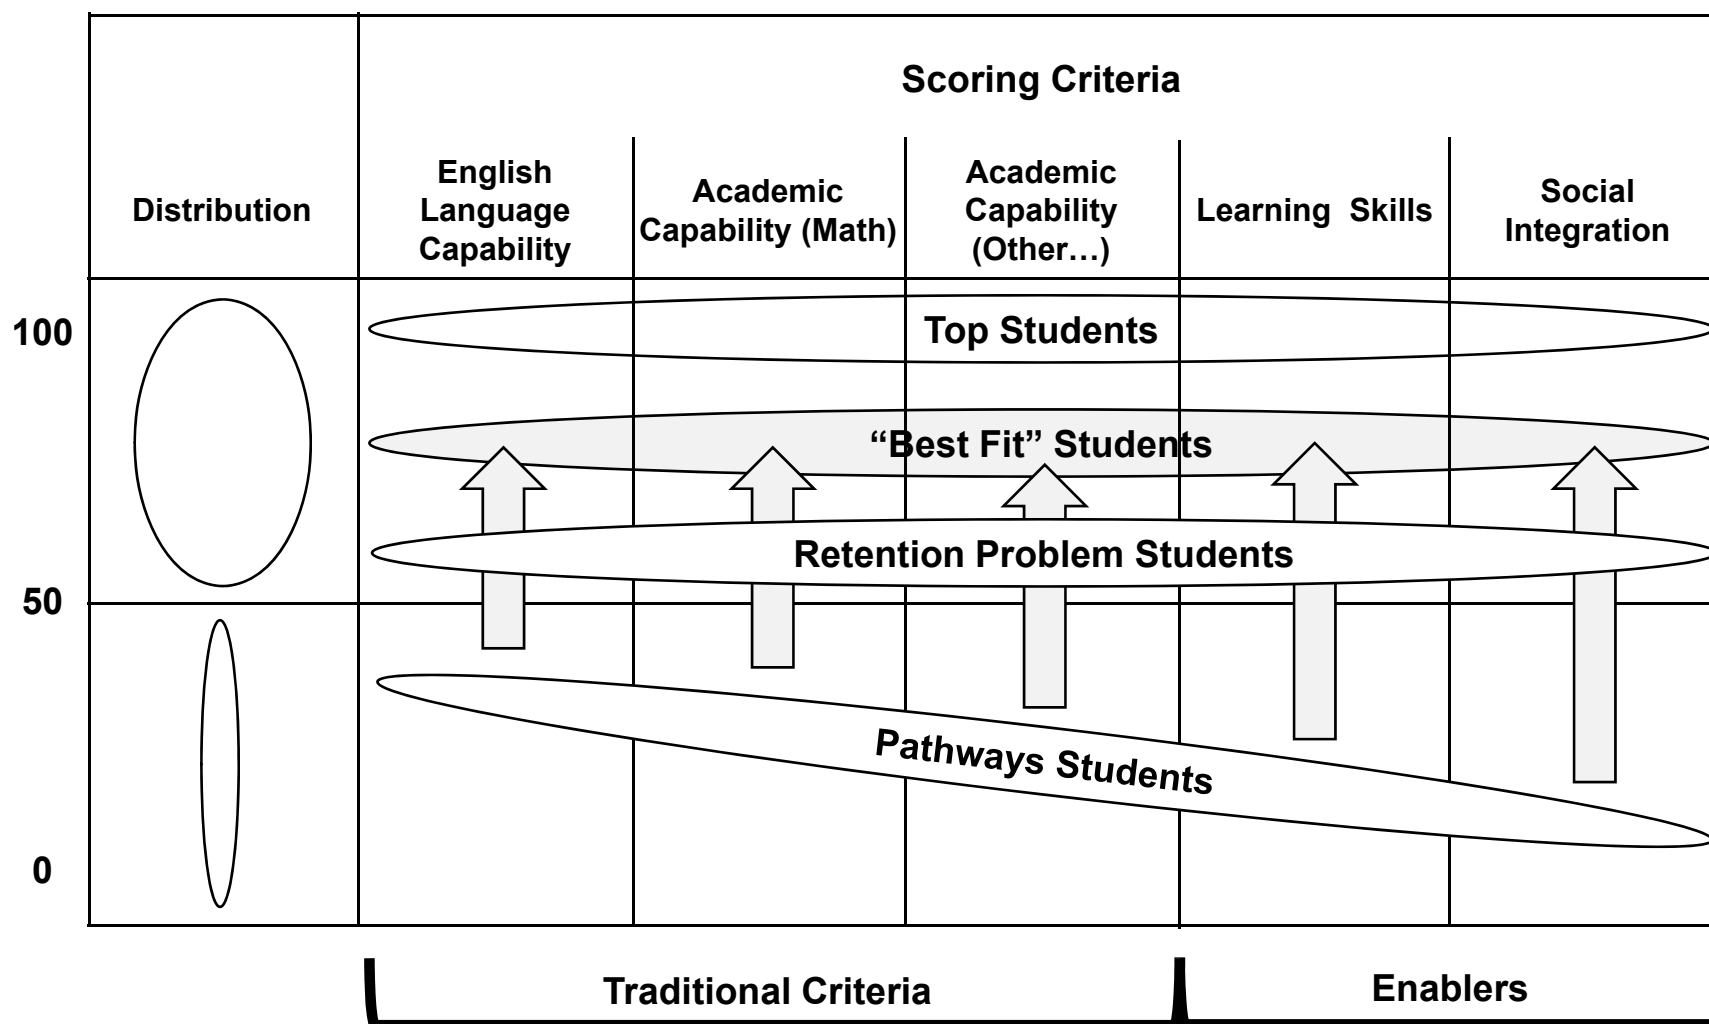 Scoring Criteria
Distribution
English
Language
Capability
Academic
Capability (Math)
Academic
Capability
(Other…)
Learning  Skills
Social
Integration
100
Top Students
“Best Fit” Students
Retention Problem Students
50
Pathways Students
0
Traditional Criteria
Enablers